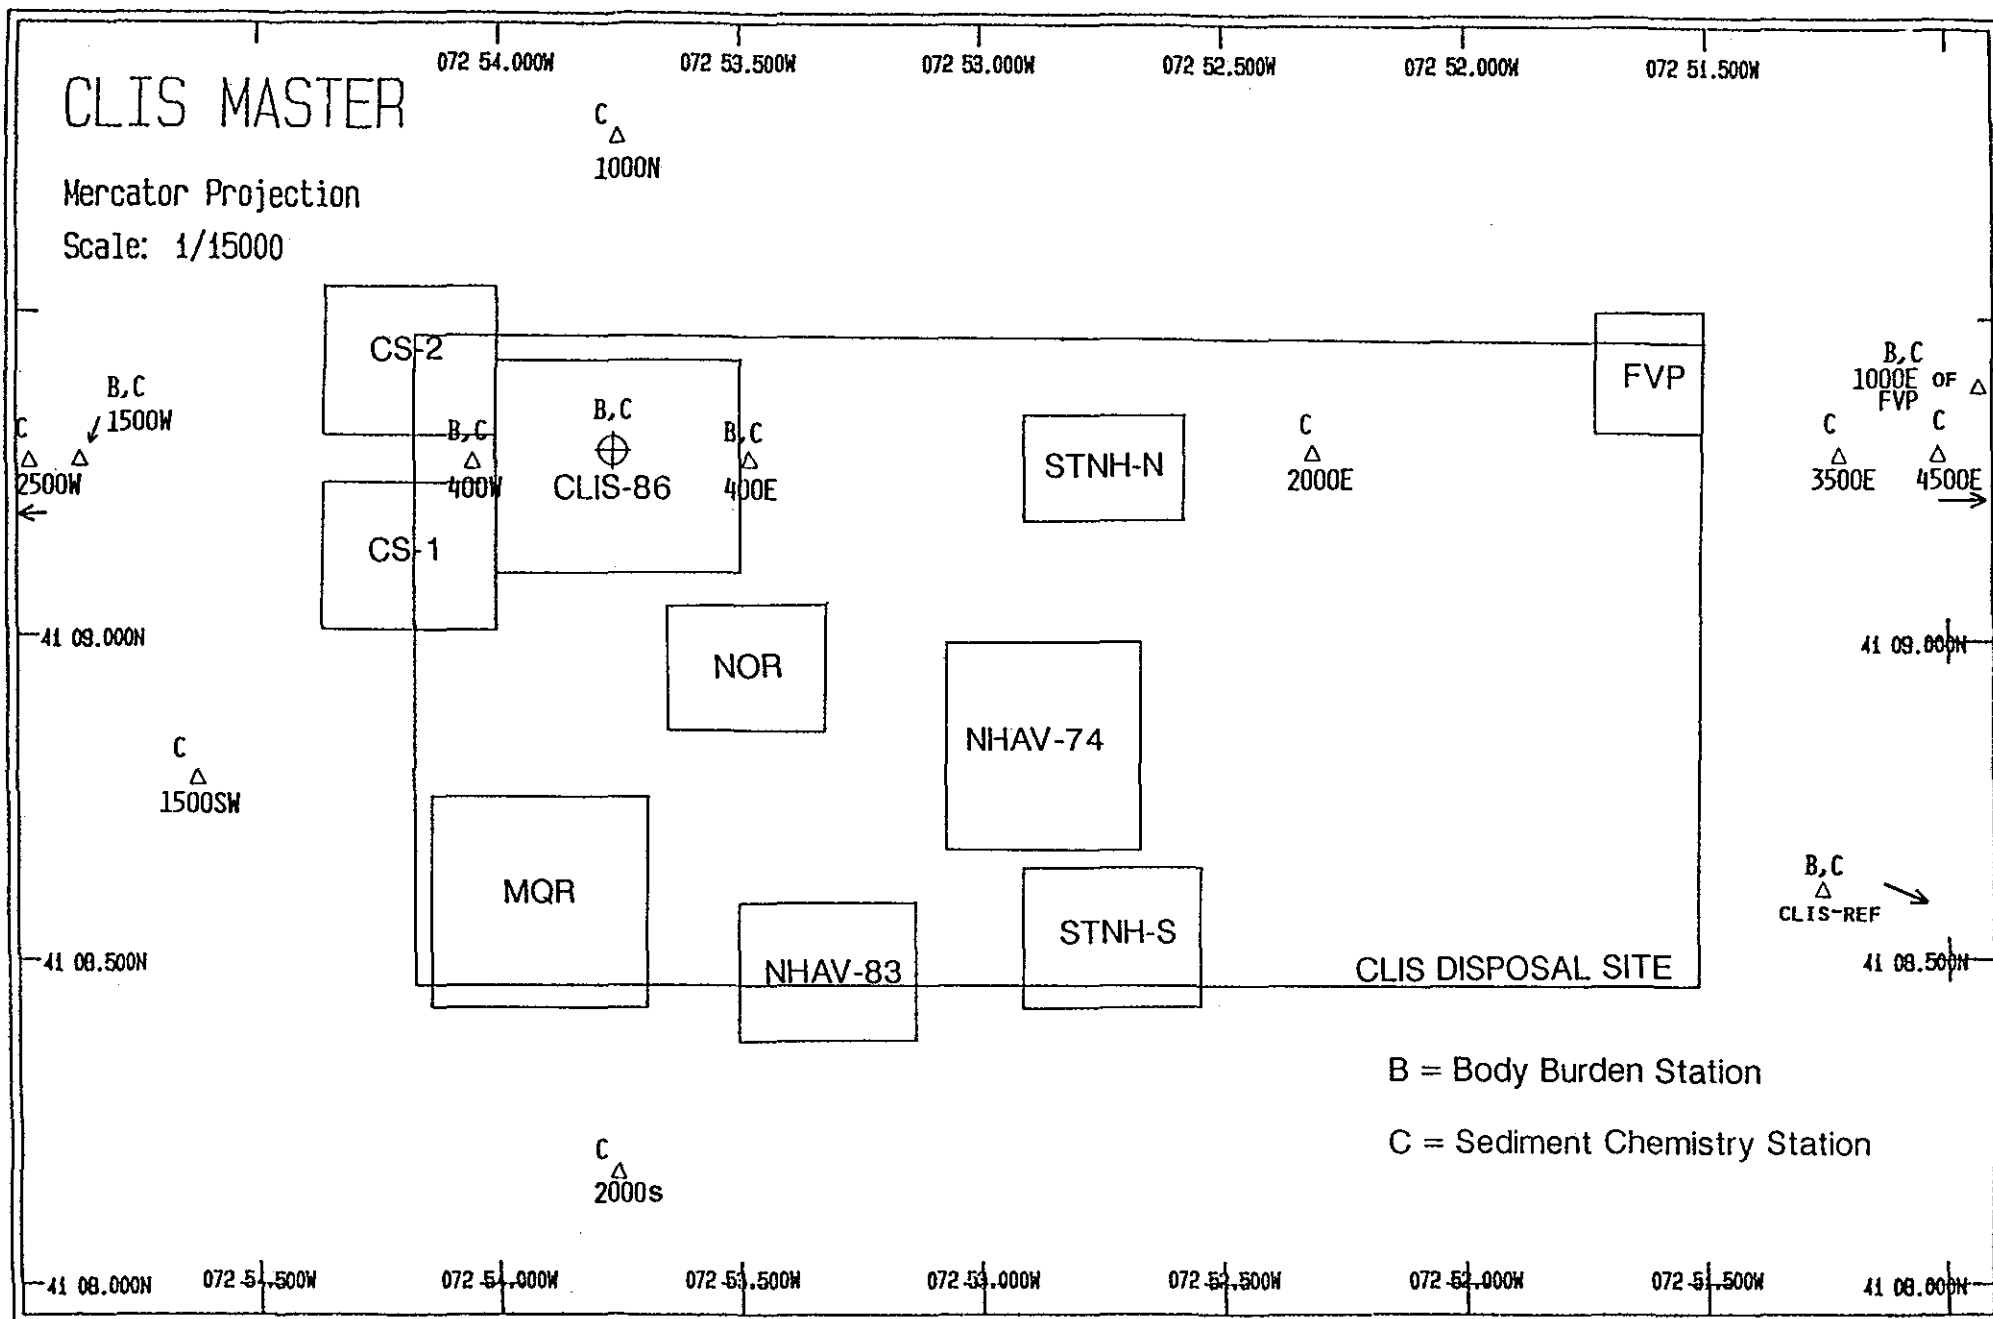 072 54.000W
072 53.500W
072 53.000W
072 52.500W
072 52.000W
072 51.500W
CLIS MASTER
Mercator Projection
Scale: 1/15000
C
1000N
CS-2
FVP
B,C
1000E OF
FVP
B,C
1500W
C
2500W
B,C
400W
B,C
CLIS-86
B,C
400E
STNH-N
C
2000E
C
3500E
C
4500E
CS-1
41 09.000N
41 09.000N
NOR
NHAV-74
C
1500SW
MQR
B,C
CLIS-REF
STNH-S
NHAV-83
CLIS DISPOSAL SITE
41 08.500N
41 08.500N
B = Body Burden Station
C = Sediment Chemistry Station
C
2000s
41 08.000N
072 54.500W
072 54.000W
072 53.500W
072 53.000W
072 52.500W
072 52.000W
072 51.500W
41 08.000N